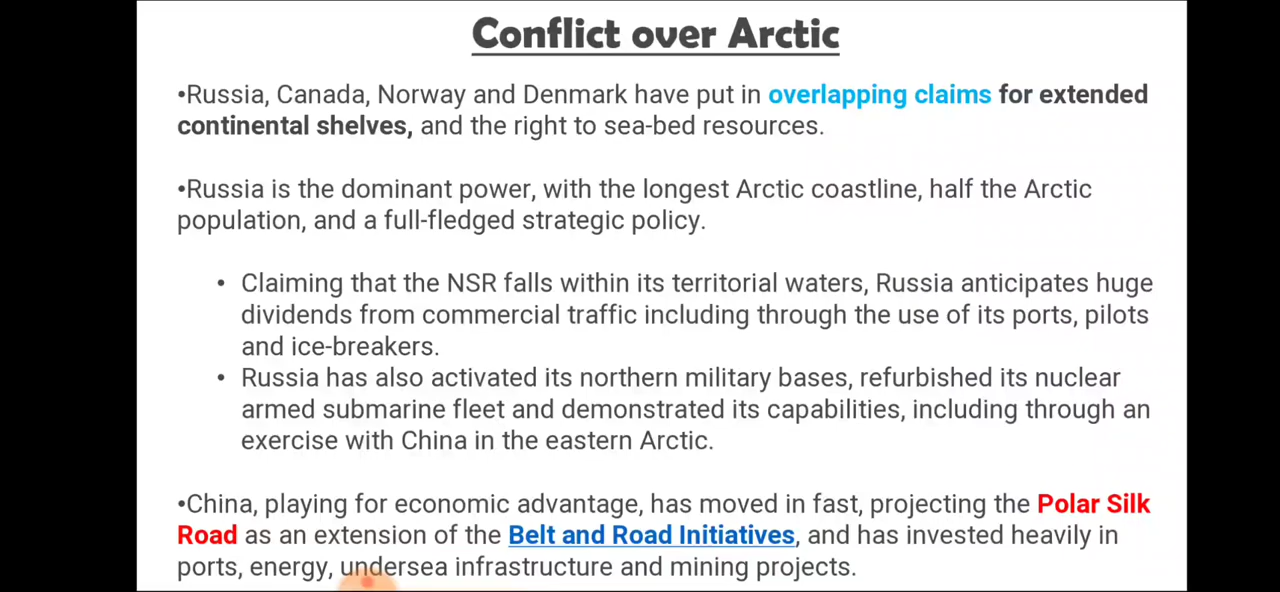 Conflict over Arctic
•Russia, Canada, Norway and Denmark have put in overlapping claims for extended
continental shelves, and the right to sea-bed resources.
•Russia is the dominant power, with the longest Arctic coastline, half the Arctic
population, and a full-fledged strategic policy.
• Claiming that the NSR falls within its territorial waters, Russia anticipates huge
dividends from commercial traffic including through the use of its ports, pilots
and ice-breakers.
• Russia has also activated its northern military bases, refurbished its nuclear
armed submarine fleet and demonstrated its capabilities, including through an
exercise with China in the eastern Arctic.
•China, playing for economic advantage, has moved in fast, projecting the Polar Silk
Road as an extension of the Belt and Road Initiatives, and has invested heavily in
ports, energy, undersea infrastructure and mining projects.